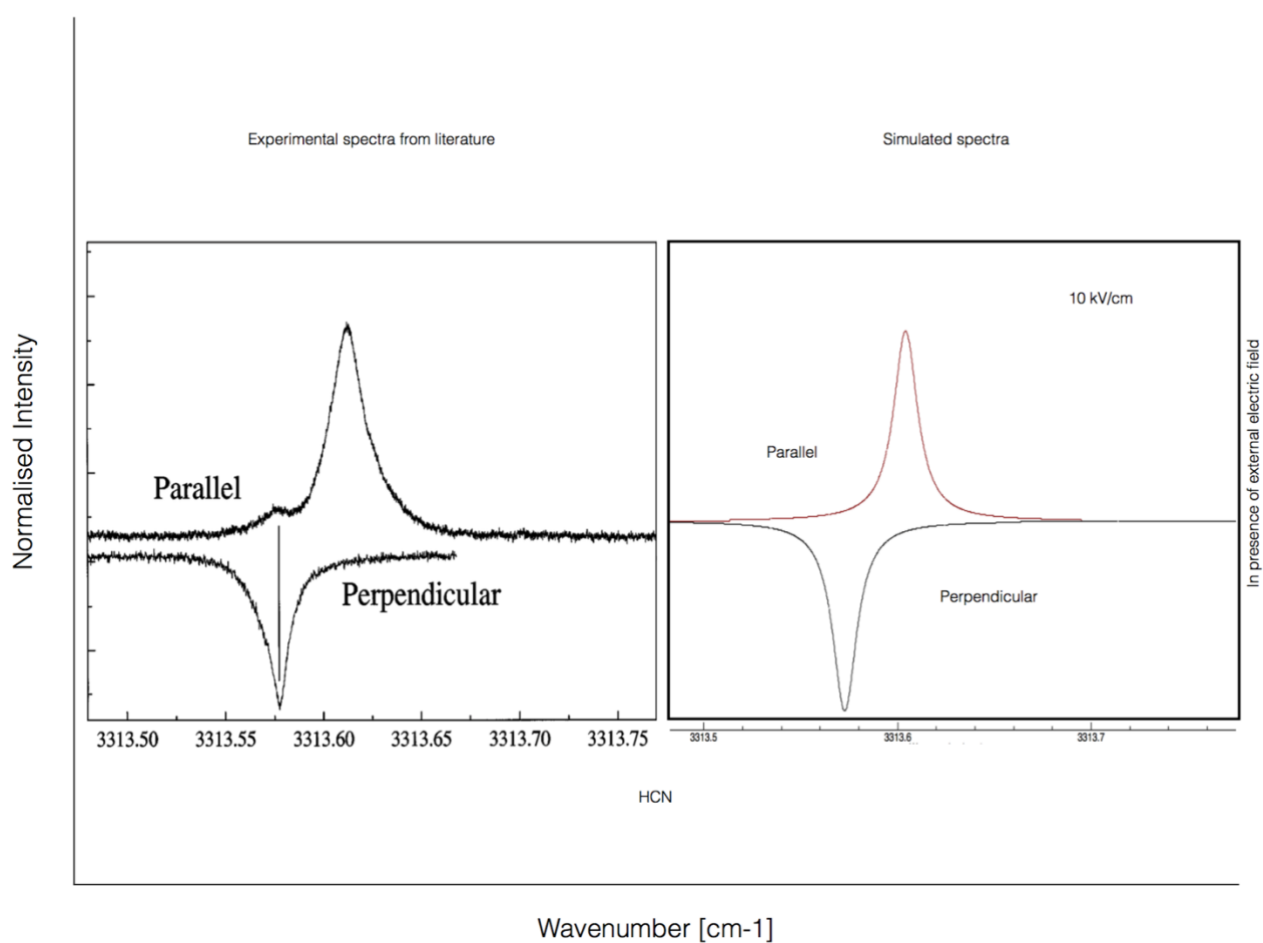 Experimental spectra from literature
Simulated spectra
Normalised Intensity
Parallel
Perpendicular
3313.50 3313.55 3313.60 3313.65 3313.70 3313.75
10 kV/cm
Parallel
Perpendicular
3313.5 3313.6 3313.7
In presence of external electric field
HCN
Wavenumber [cm-1]